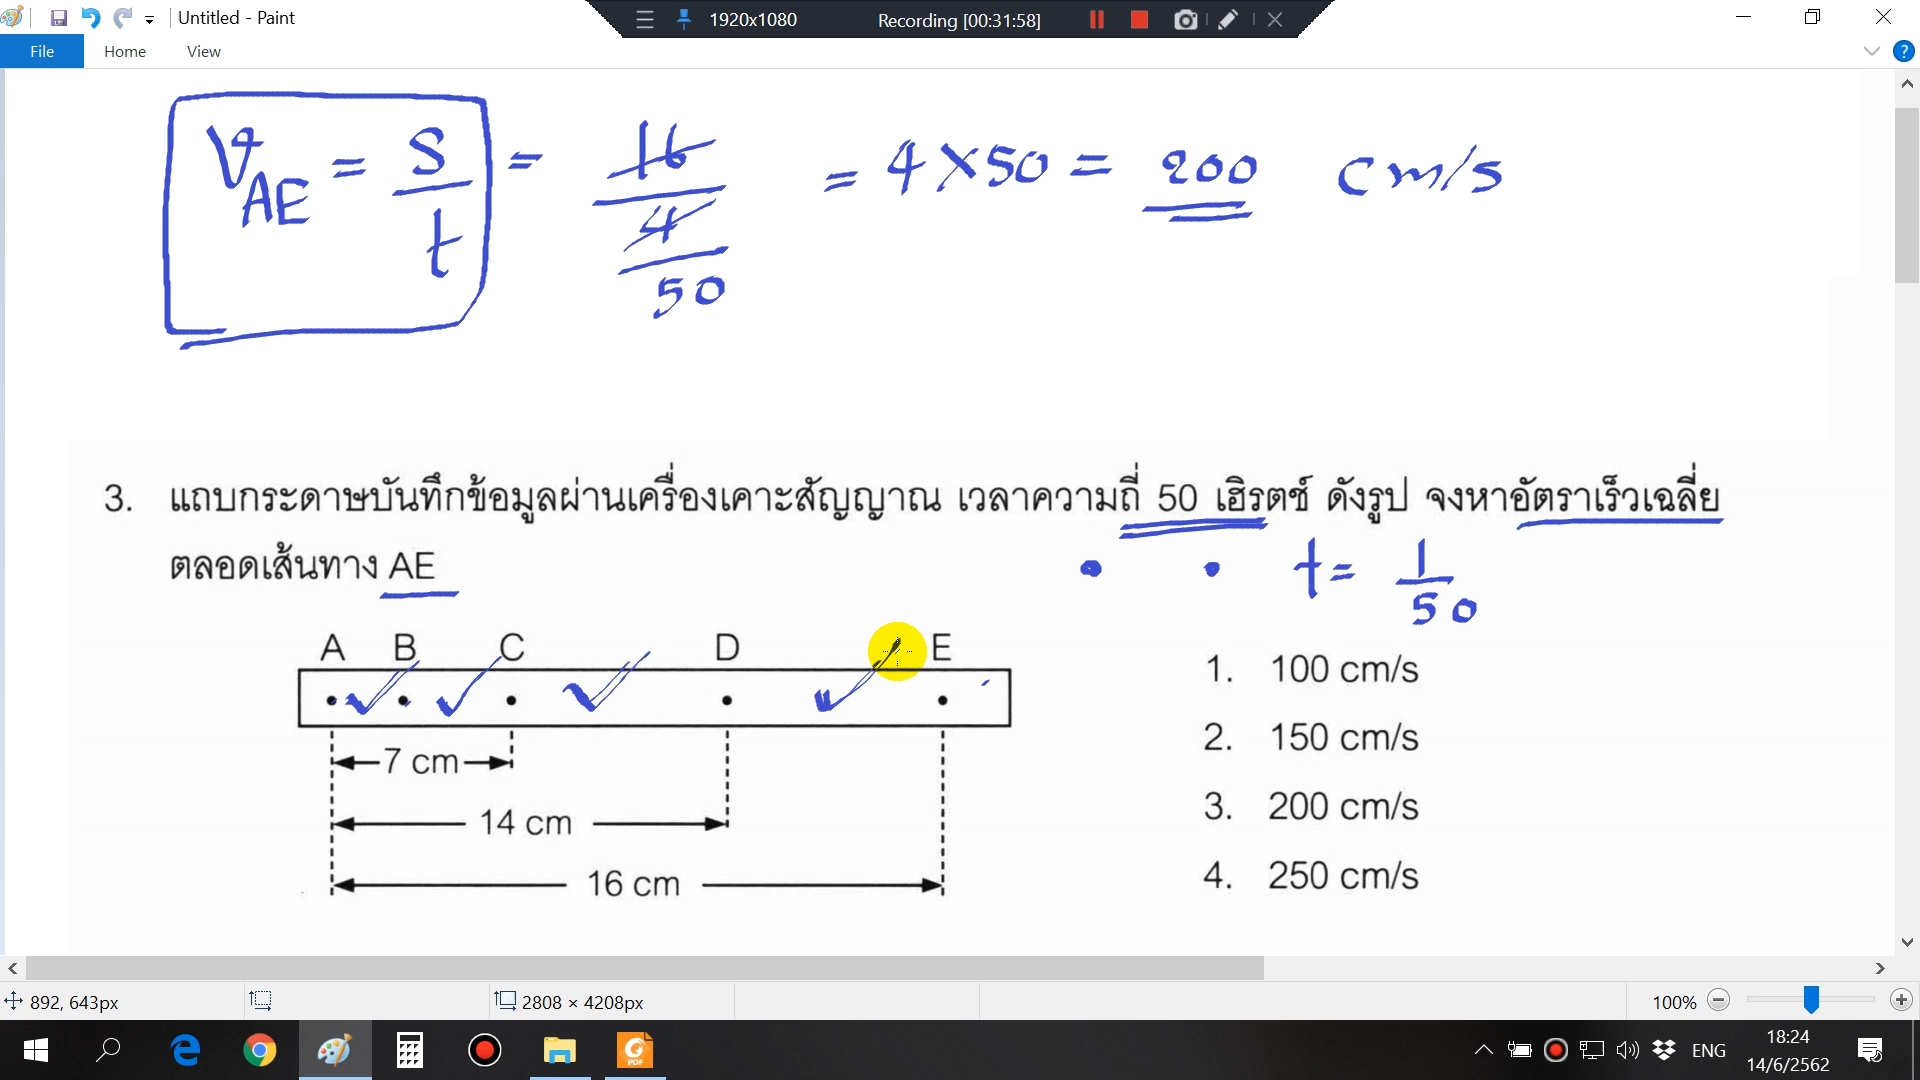 Untitled - Paint
1920x1080
Recording [00:31:58]
File
Home
View
V AE = S/t = 16/(4/50) = 4 × 50 = 200 cm/s
3. แถบกระดาษบันทึกข้อมูลผ่านเครื่องเคาะสัญญาณ เวลาความถี่ 50 เฮิรตช์ ดังรูป จงหาอัตราเร็วเฉลี่ย
ตลอดเส้นทาง AE
t = 1/50
A B C D E
7 cm
14 cm
16 cm
1. 100 cm/s
2. 150 cm/s
3. 200 cm/s
4. 250 cm/s
892, 643px
2808 × 4208px
100%
PDF
ENG
18:24
14/6/2562